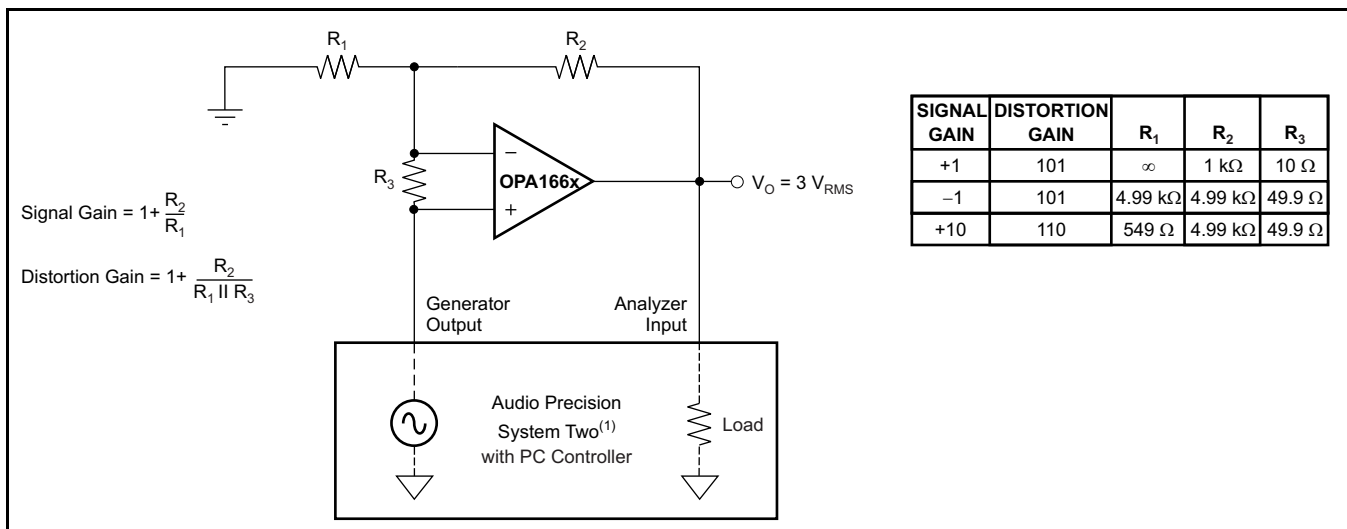 R1
R2
R3
−
OPA166x
+
VO = 3 VRMS
Signal Gain = 1+ R2
R1
Distortion Gain = 1+ R2
R1 II R3
Generator
Output
Analyzer
Input
Audio Precision
System Two(1)
with PC Controller
Load
SIGNAL GAIN DISTORTION GAIN R1 R2 R3
+1 101 ∞ 1 kΩ 10 Ω
−1 101 4.99 kΩ 4.99 kΩ 49.9 Ω
+10 110 549 Ω 4.99 kΩ 49.9 Ω